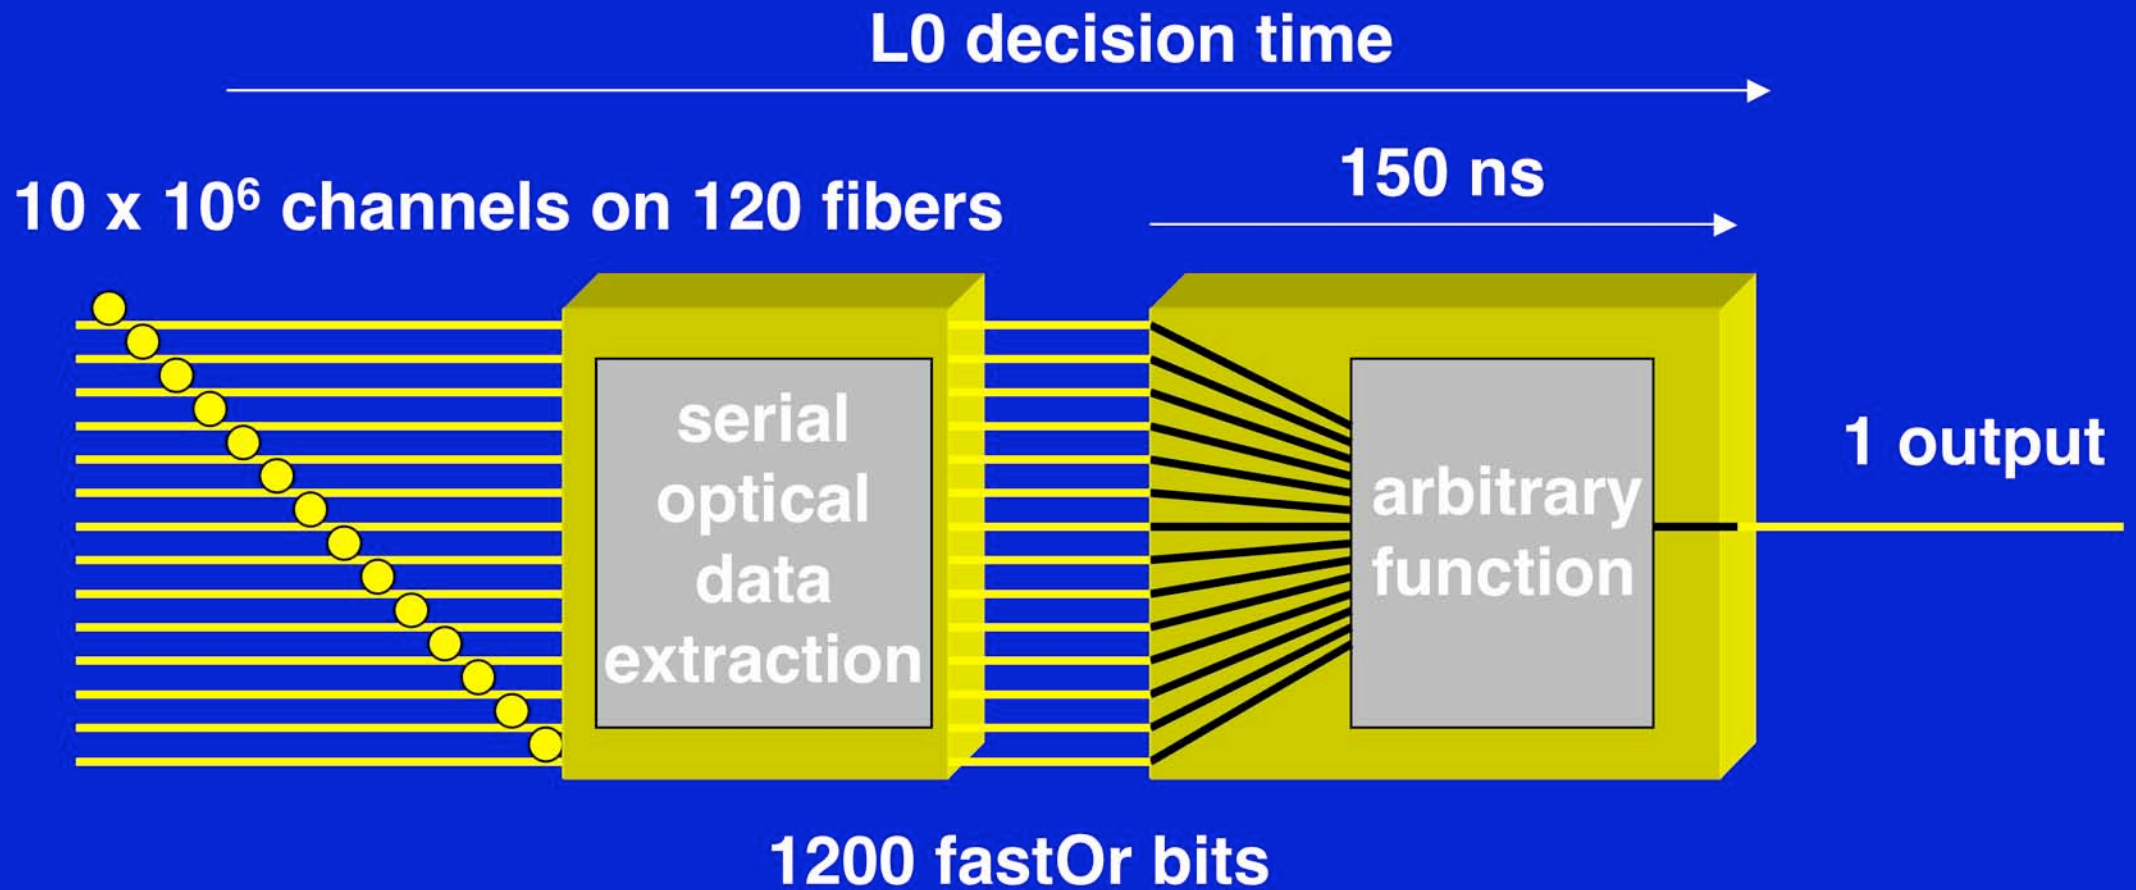 L0 decision time
150 ns
10 x 10⁶ channels on 120 fibers
serial
optical
data
extraction
arbitrary
function
1 output
1200 fastOr bits